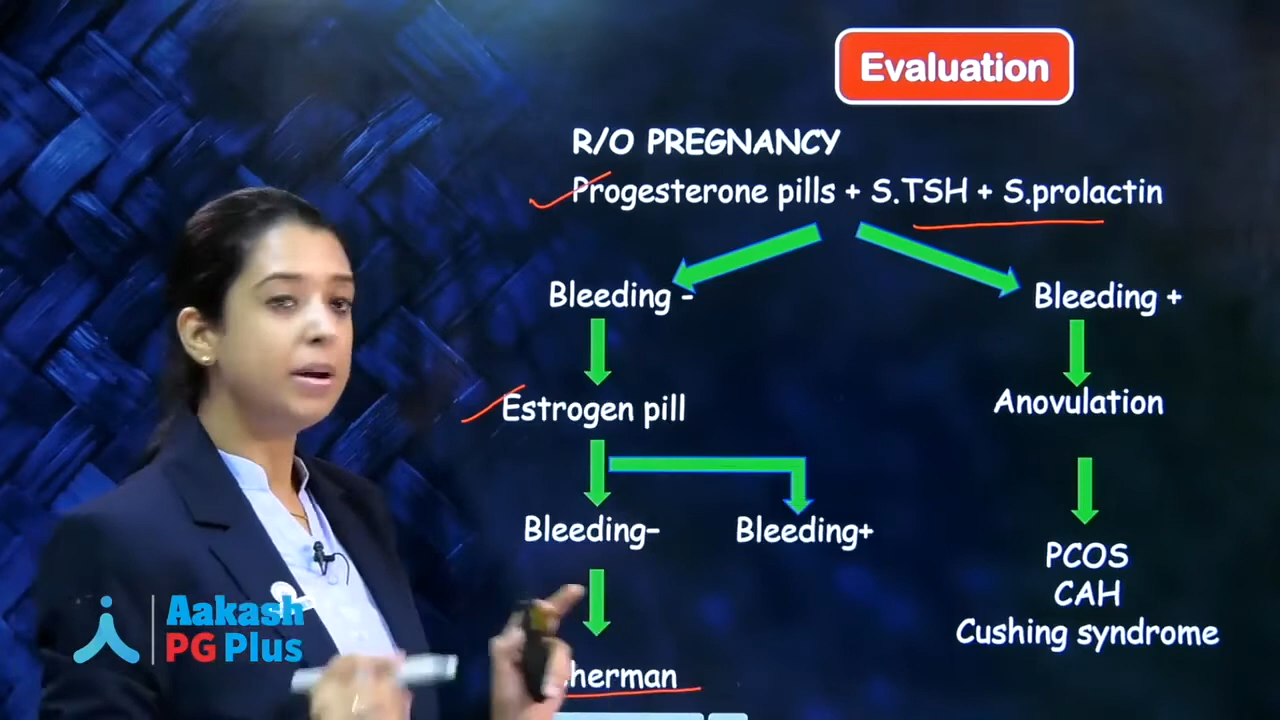 Evaluation
R/O PREGNANCY
Progesterone pills + S.TSH + S.prolactin
Bleeding -
Bleeding +
Estrogen pill
Anovulation
Bleeding–
Bleeding+
PCOS
CAH
Cushing syndrome
Aakash
PG Plus